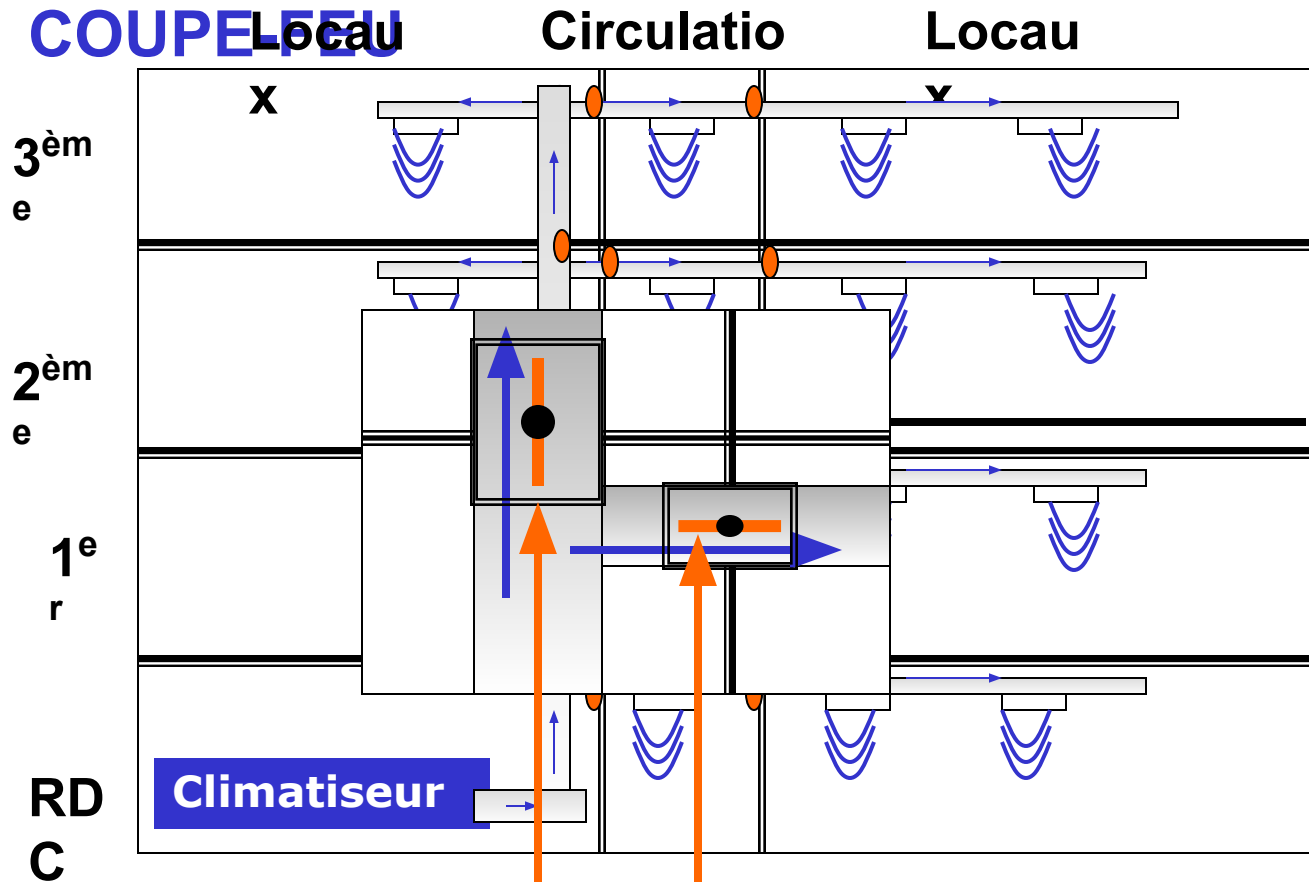 COUPE-FEU
Locau
x
Circulatio
Locau
x
3èm
e
2èm
e
1e
r
RD
C
Climatiseur